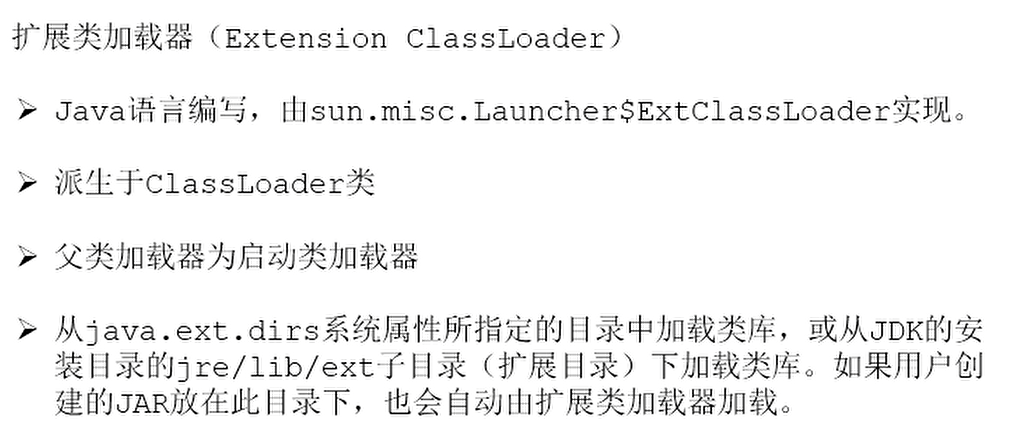 扩展类加载器（Extension ClassLoader）
➤ Java语言编写，由sun.misc.Launcher$ExtClassLoader实现。
➤ 派生于ClassLoader类
➤ 父类加载器为启动类加载器
➤ 从java.ext.dirs系统属性所指定的目录中加载类库，或从JDK的安
装目录的jre/lib/ext子目录（扩展目录）下加载类库。如果用户创
建的JAR放在此目录下，也会自动由扩展类加载器加载。